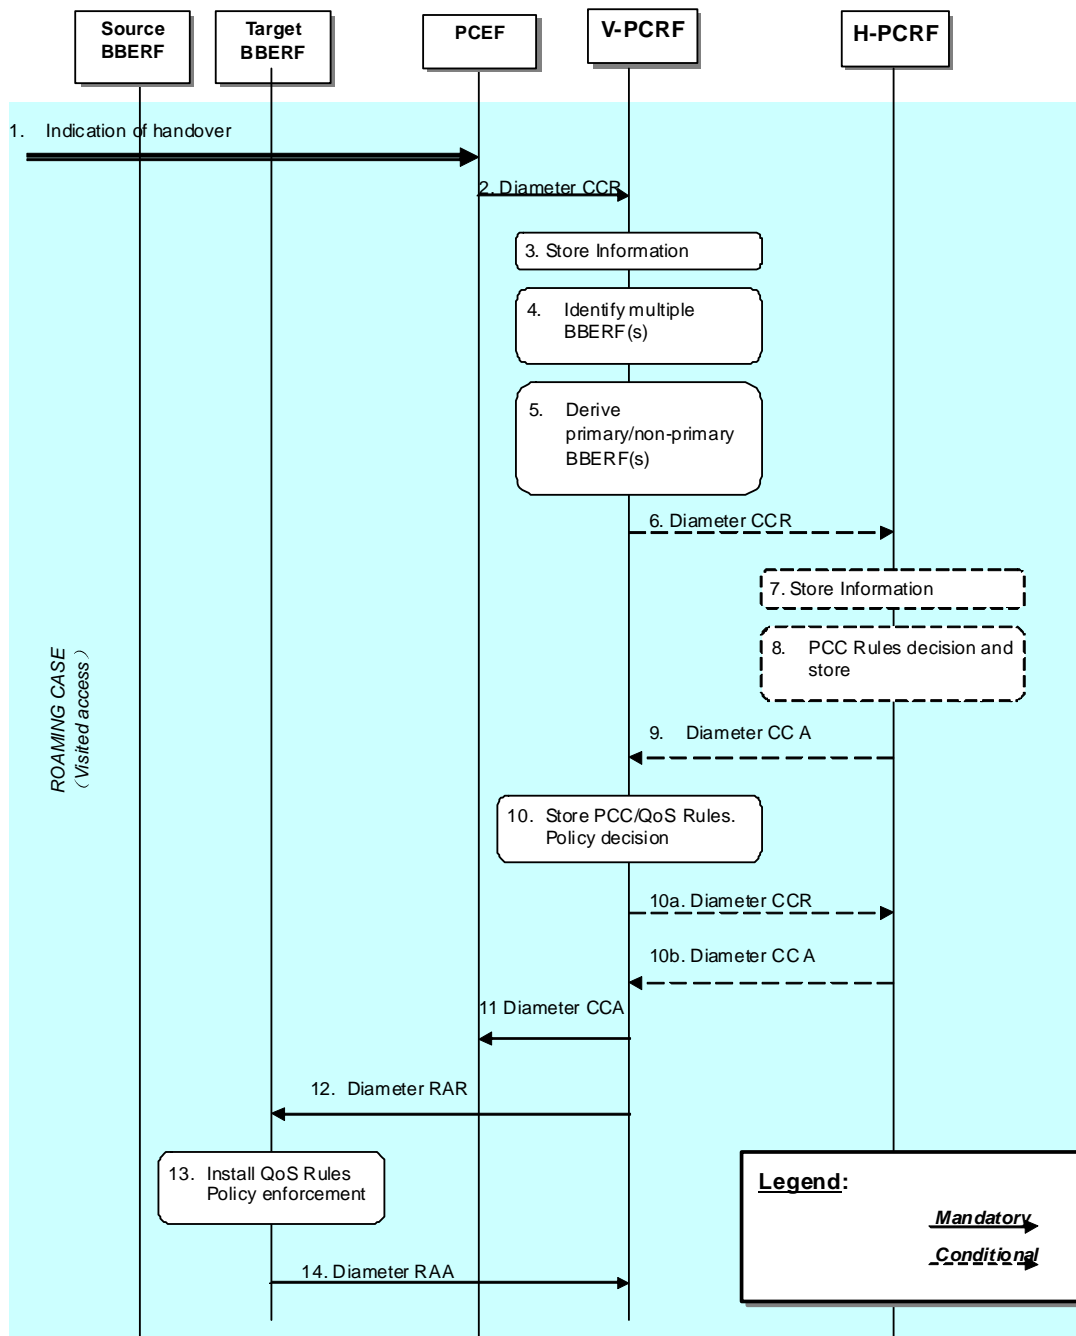 Source
BBERF
Target
BBERF
PCEF
V-PCRF
H-PCRF
1. Indication of handover
2. Diameter CCR
3. Store Information
4. Identify multiple
BBERF(s)
5. Derive
primary/non-primary
BBERF(s)
6. Diameter CCR
7. Store Information
8. PCC Rules decision and
store
9. Diameter CCA
ROAMING CASE
(Visited access)
10. Store PCC/QoS Rules.
Policy decision
10a. Diameter CCR
10b. Diameter CCA
11 Diameter CCA
12. Diameter RAR
13. Install QoS Rules
Policy enforcement
14. Diameter RAA
Legend:
Mandatory
Conditional